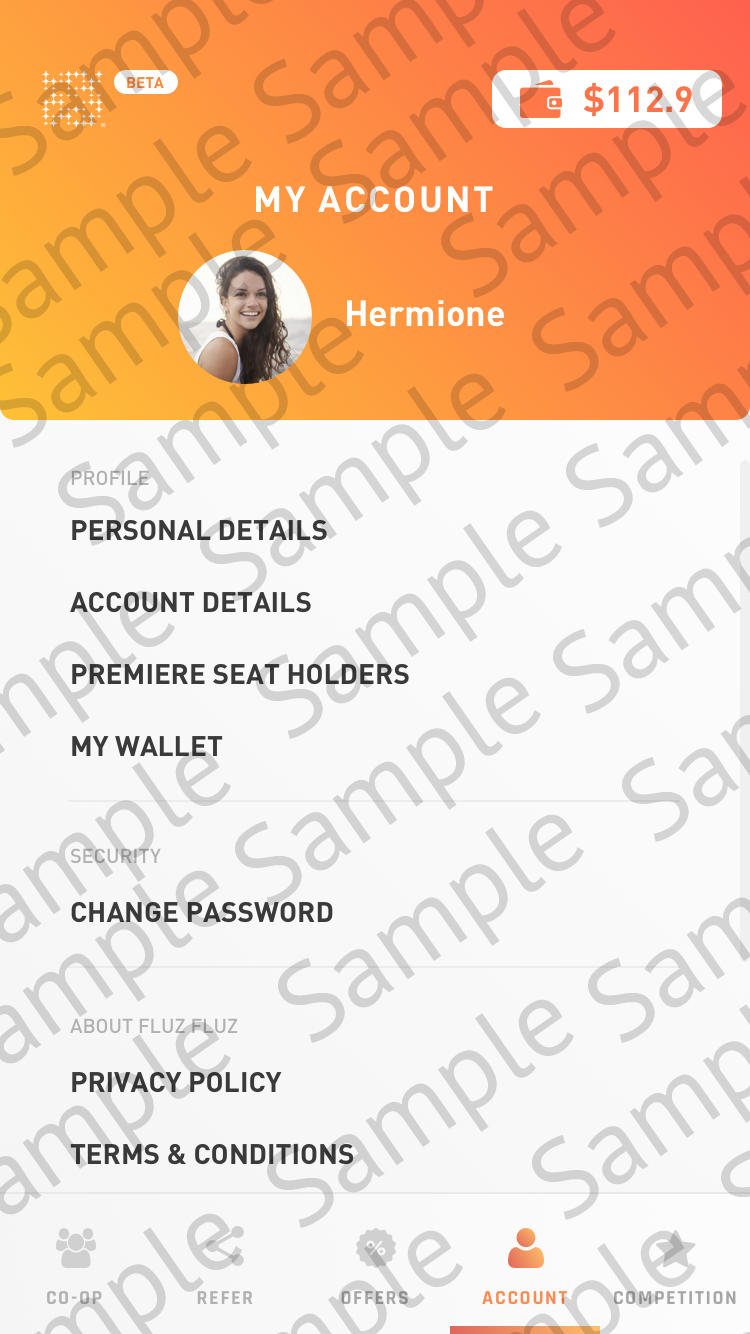 BETA
$112.9
MY ACCOUNT
Hermione
PROFILE
PERSONAL DETAILS
ACCOUNT DETAILS
PREMIERE SEAT HOLDERS
MY WALLET
SECURITY
CHANGE PASSWORD
ABOUT FLUZ FLUZ
PRIVACY POLICY
TERMS & CONDITIONS
CO-OP
REFER
OFFERS
ACCOUNT
COMPETITION
Sample